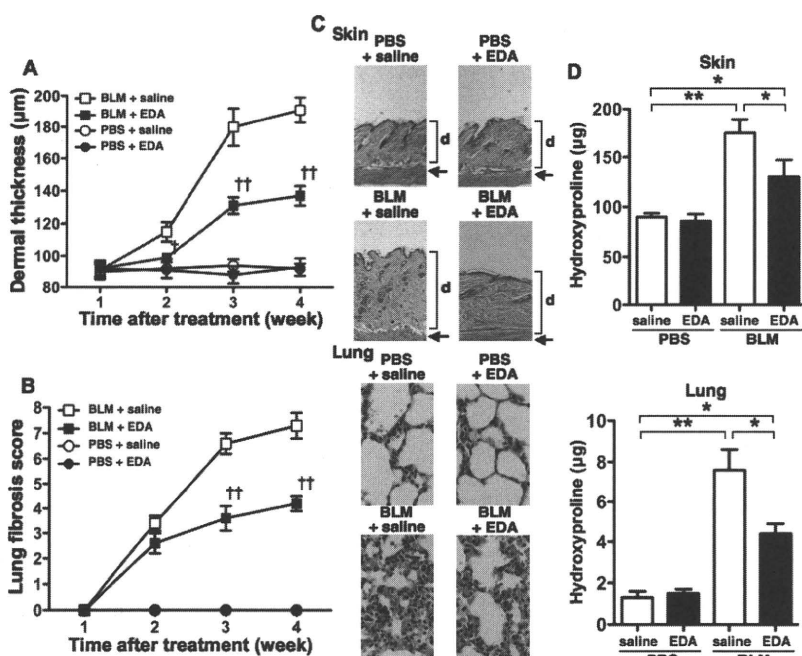 A
BLM + saline
BLM + EDA
PBS + saline
PBS + EDA
Dermal thickness (μm)
200
180
160
140
120
100
80
†
††
††
1 2 3 4
Time after treatment (week)
B
BLM + saline
BLM + EDA
PBS + saline
PBS + EDA
Lung fibrosis score
8
7
6
5
4
3
2
1
0
††
††
1 2 3 4
Time after treatment (week)
C
Skin
PBS + saline
PBS + EDA
d
d
BLM + saline
BLM + EDA
d
d
Lung
PBS + saline
PBS + EDA
BLM + saline
BLM + EDA
D
Skin
*
** *
Hydroxyproline (μg)
200
150
100
50
0
saline EDA saline EDA
PBS BLM
Lung
*
** *
Hydroxyproline (μg)
10
8
6
4
2
0
saline EDA saline EDA
PBS BLM